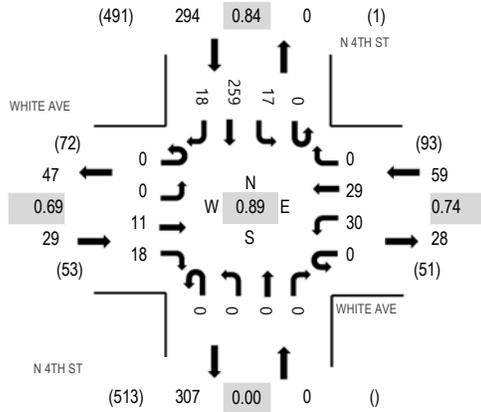 (491) 294 0.84 0 (1)
N 4TH ST
18 259 17 0
WHITE AVE
(72) 0 0 (93)
47 59
0 N 29
0.69 W 0.89 E 0.74
11 S 30
29 28
18 0
(53) (51)
0 0 0 0
WHITE AVE
N 4TH ST
(513) 307 0.00 0 ()